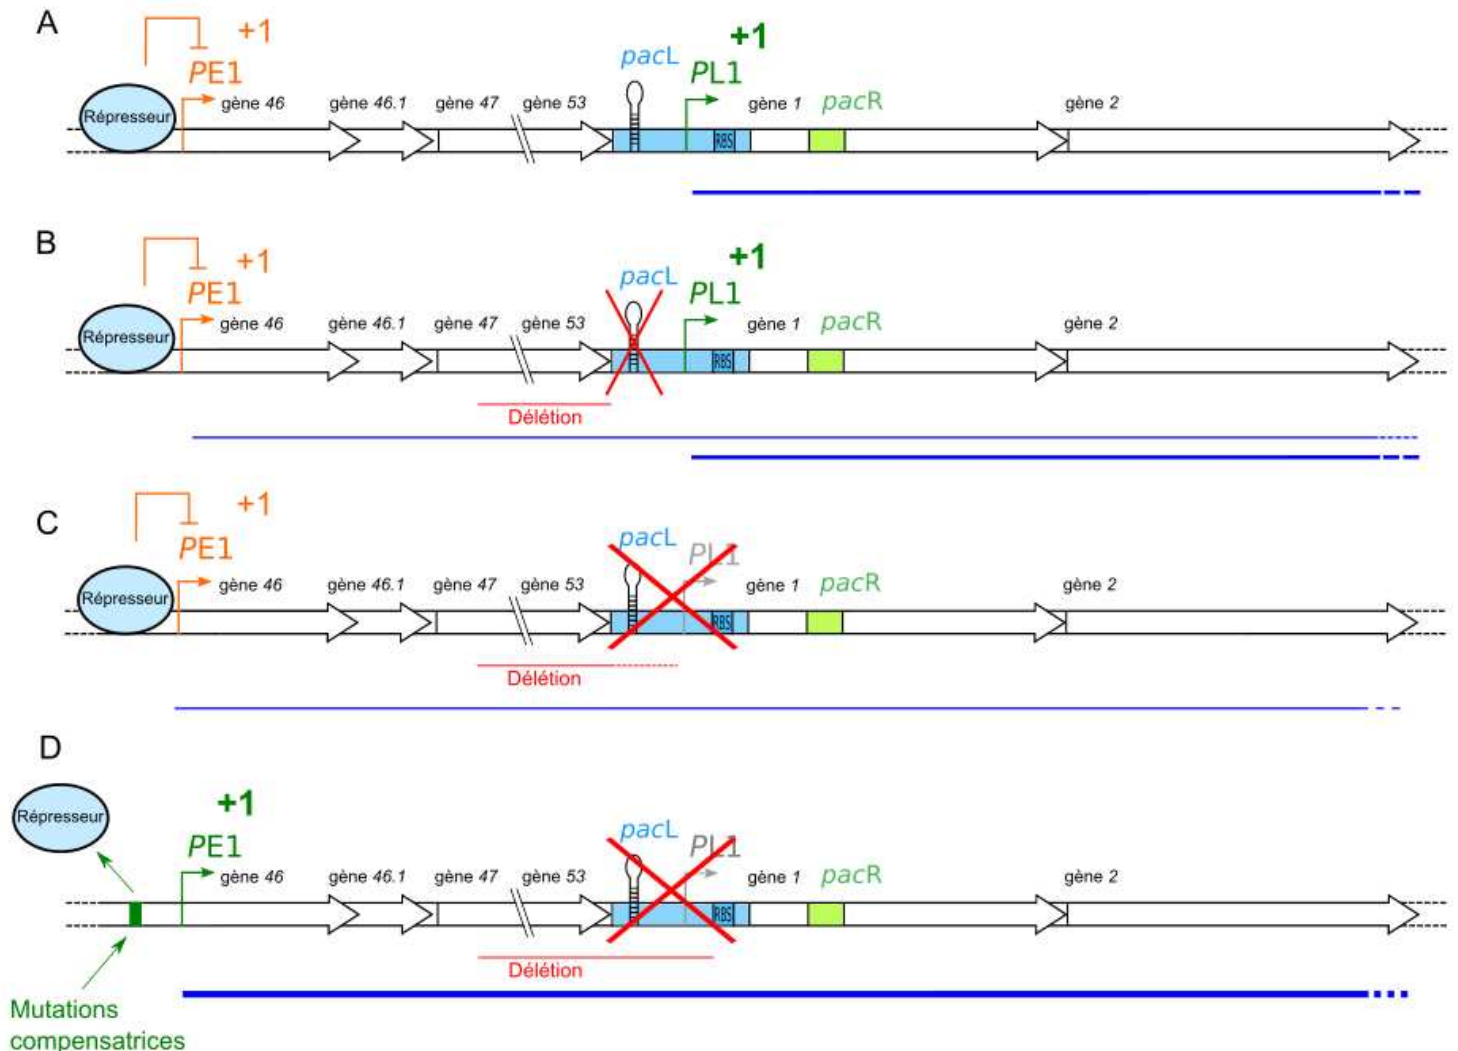 A
+1
PE1
Répresseur
gène 46
gène 46.1
gène 47
gène 53
pacL
+1
PL1
RBS
gène 1
pacR
gène 2
B
+1
PE1
Répresseur
gène 46
gène 46.1
gène 47
gène 53
pacL
+1
PL1
RBS
gène 1
pacR
gène 2
Délétion
C
+1
PE1
Répresseur
gène 46
gène 46.1
gène 47
gène 53
pacL
PL1
RBS
gène 1
pacR
gène 2
Délétion
D
Répresseur
+1
PE1
gène 46
gène 46.1
gène 47
gène 53
pacL
PL1
RBS
gène 1
pacR
gène 2
Délétion
Mutations
compensatrices